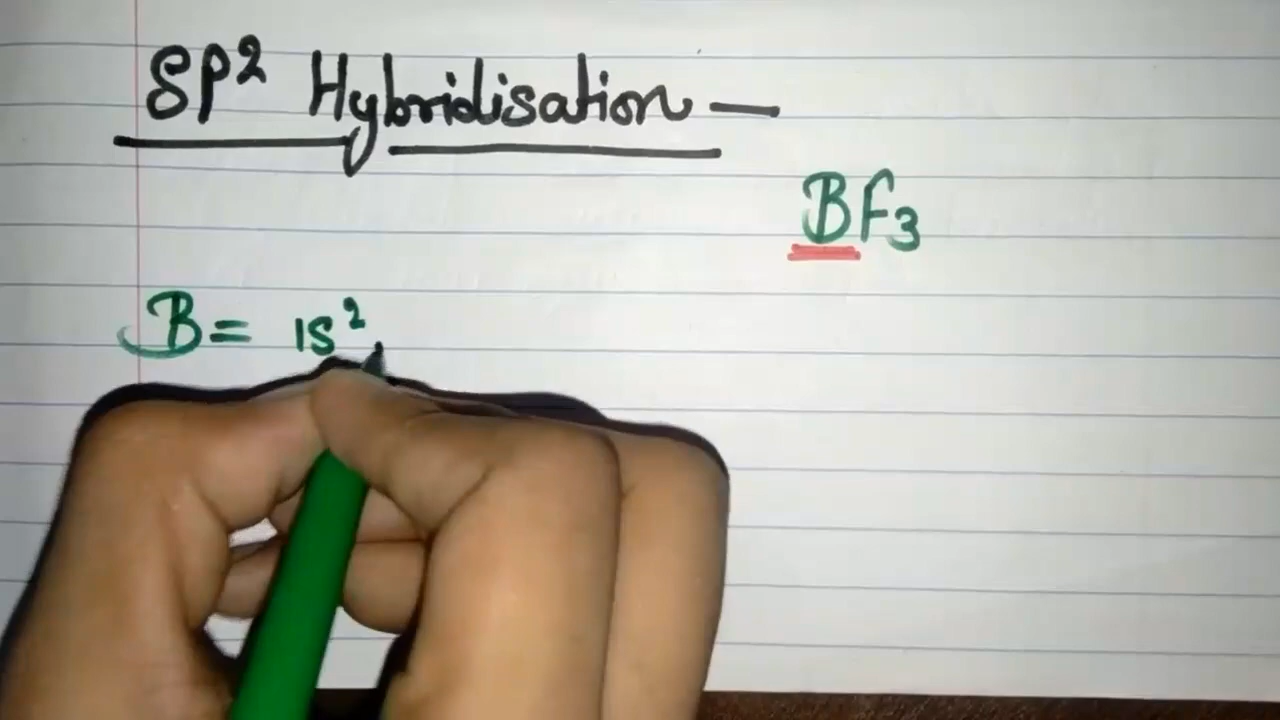 SP² Hybridisation —
BF₃
B = 1S²,